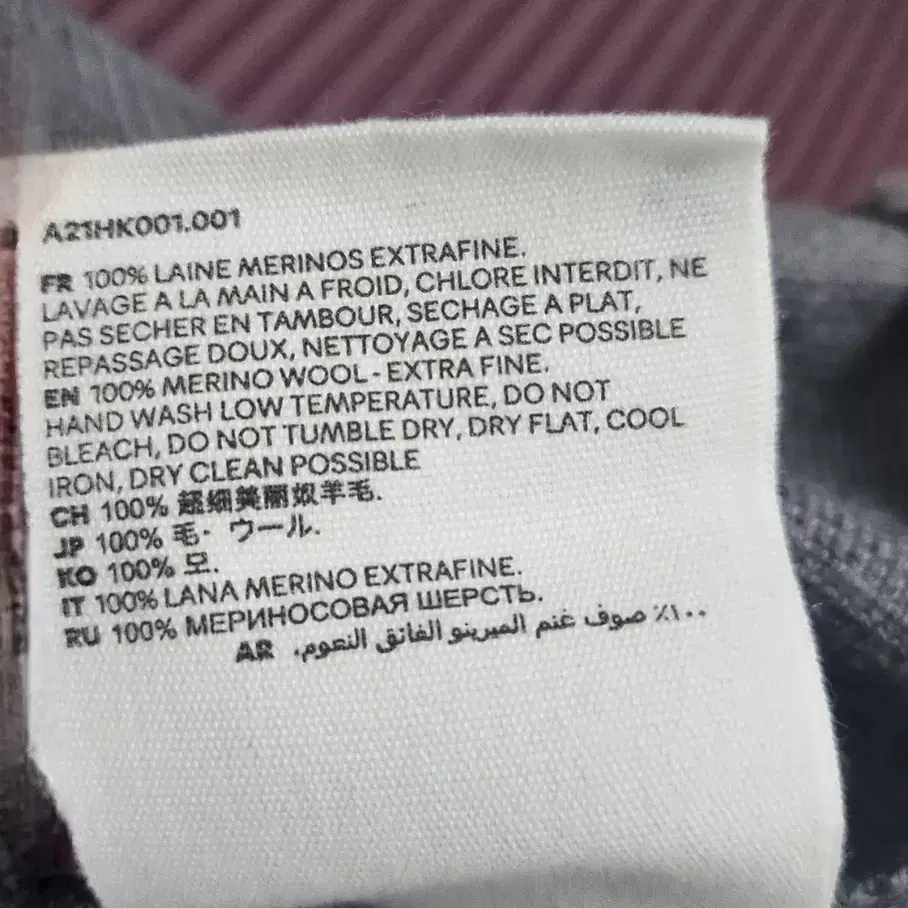 A21HK001.001
FR 100% LAINE MERINOS EXTRAFINE.
LAVAGE A LA MAIN A FROID, CHLORE INTERDIT, NE
PAS SECHER EN TAMBOUR, SECHAGE A PLAT,
REPASSAGE DOUX, NETTOYAGE A SEC POSSIBLE
EN 100% MERINO WOOL - EXTRA FINE.
HAND WASH LOW TEMPERATURE, DO NOT
BLEACH, DO NOT TUMBLE DRY, DRY FLAT, COOL
IRON, DRY CLEAN POSSIBLE
CH 100% 超细美丽奴羊毛.
JP 100% 毛- ウール.
KO 100% 모.
IT 100% LANA MERINO EXTRAFINE.
RU 100% МЕРИНОСОВАЯ ШЕРСТЬ.
٪١٠٠ صوف غنم الميرينو الفائق النعوم. AR